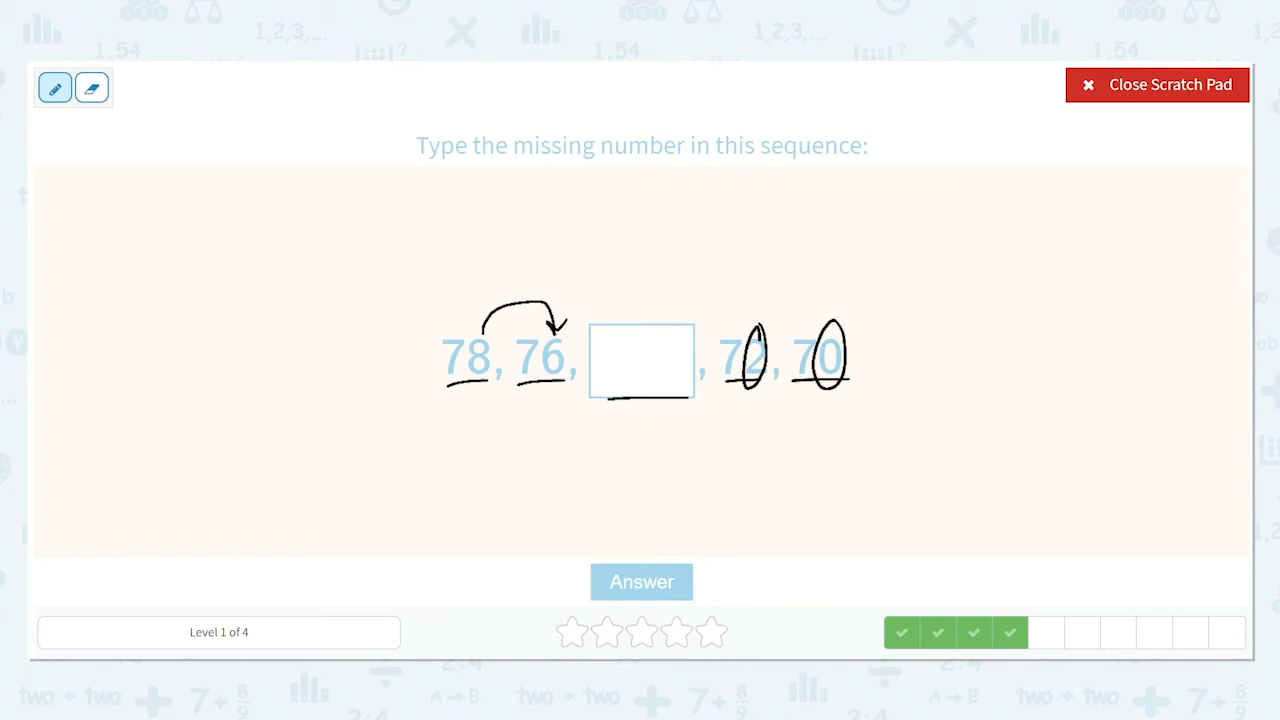 Close Scratch Pad
Type the missing number in this sequence:
78, 76, , 72, 70
Answer
Level 1 of 4